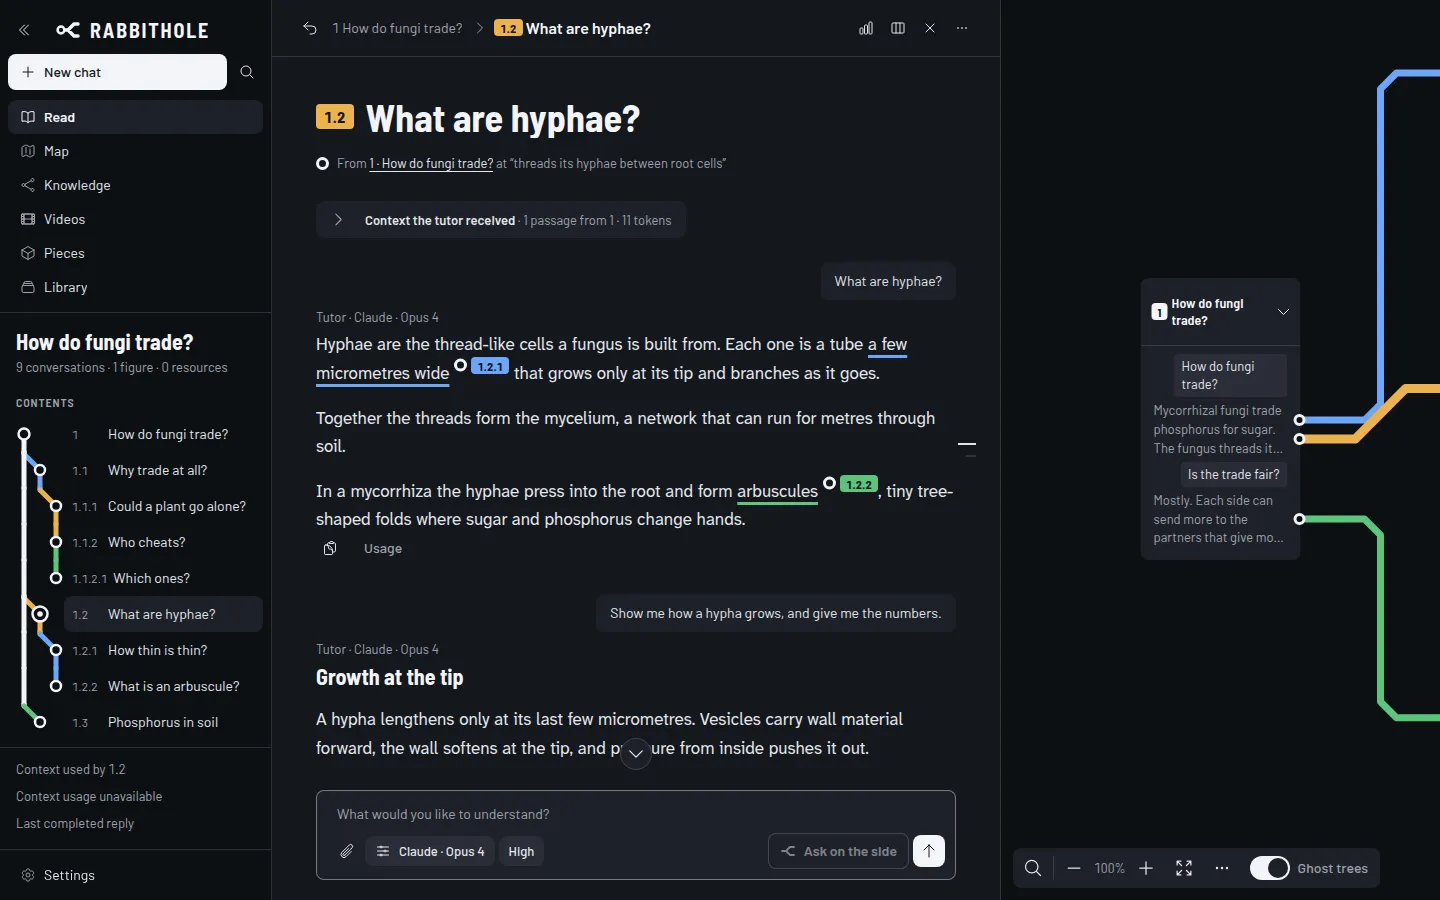 RABBITHOLE
New chat
Read
Map
Knowledge
Videos
Pieces
Library
How do fungi trade?
9 conversations · 1 figure · 0 resources
CONTENTS
1 How do fungi trade?
1.1 Why trade at all?
1.1.1 Could a plant go alone?
1.1.2 Who cheats?
1.1.2.1 Which ones?
1.2 What are hyphae?
1.2.1 How thin is thin?
1.2.2 What is an arbuscule?
1.3 Phosphorus in soil
Context used by 1.2
Context usage unavailable
Last completed reply
Settings
1 How do fungi trade? 1.2 What are hyphae?
1.2 What are hyphae?
From 1 · How do fungi trade? at “threads its hyphae between root cells”
Context the tutor received · 1 passage from 1 · 11 tokens
What are hyphae?
Tutor · Claude · Opus 4
Hyphae are the thread-like cells a fungus is built from. Each one is a tube a few
micrometres wide 1.2.1 that grows only at its tip and branches as it goes.
Together the threads form the mycelium, a network that can run for metres through
soil.
In a mycorrhiza the hyphae press into the root and form arbuscules 1.2.2 , tiny tree-
shaped folds where sugar and phosphorus change hands.
Usage
Show me how a hypha grows, and give me the numbers.
Tutor · Claude · Opus 4
Growth at the tip
A hypha lengthens only at its last few micrometres. Vesicles carry wall material
forward, the wall softens at the tip, and from inside pushes it out.
What would you like to understand?
Claude · Opus 4 High Ask on the side
1 How do fungi
trade?
How do fungi
trade?
Mycorrhizal fungi trade
phosphorus for sugar.
The fungus threads it...
Is the trade fair?
Mostly. Each side can
send more to the
partners that give mo...
100% Ghost trees